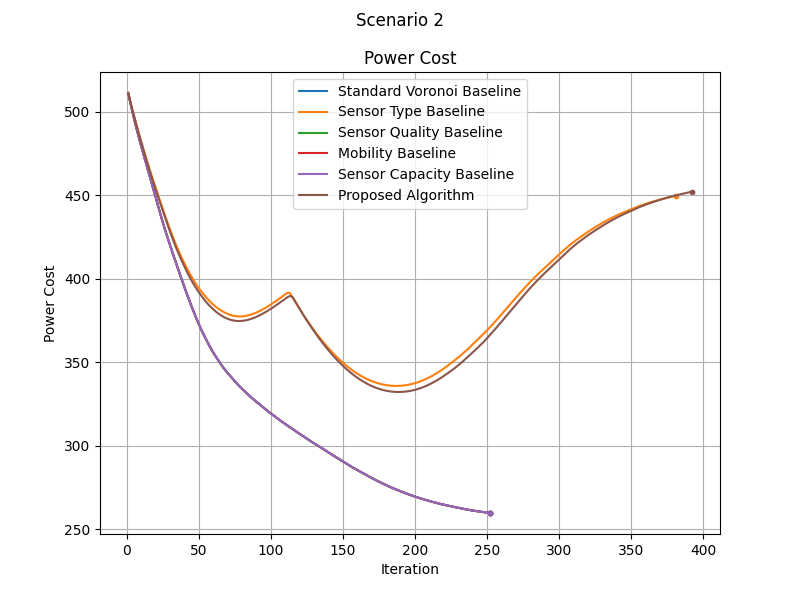 Scenario 2
Power Cost
Standard Voronoi Baseline
Sensor Type Baseline
Sensor Quality Baseline
Mobility Baseline
Sensor Capacity Baseline
Proposed Algorithm
Power Cost
500
450
400
350
300
250
0 50 100 150 200 250 300 350 400
Iteration